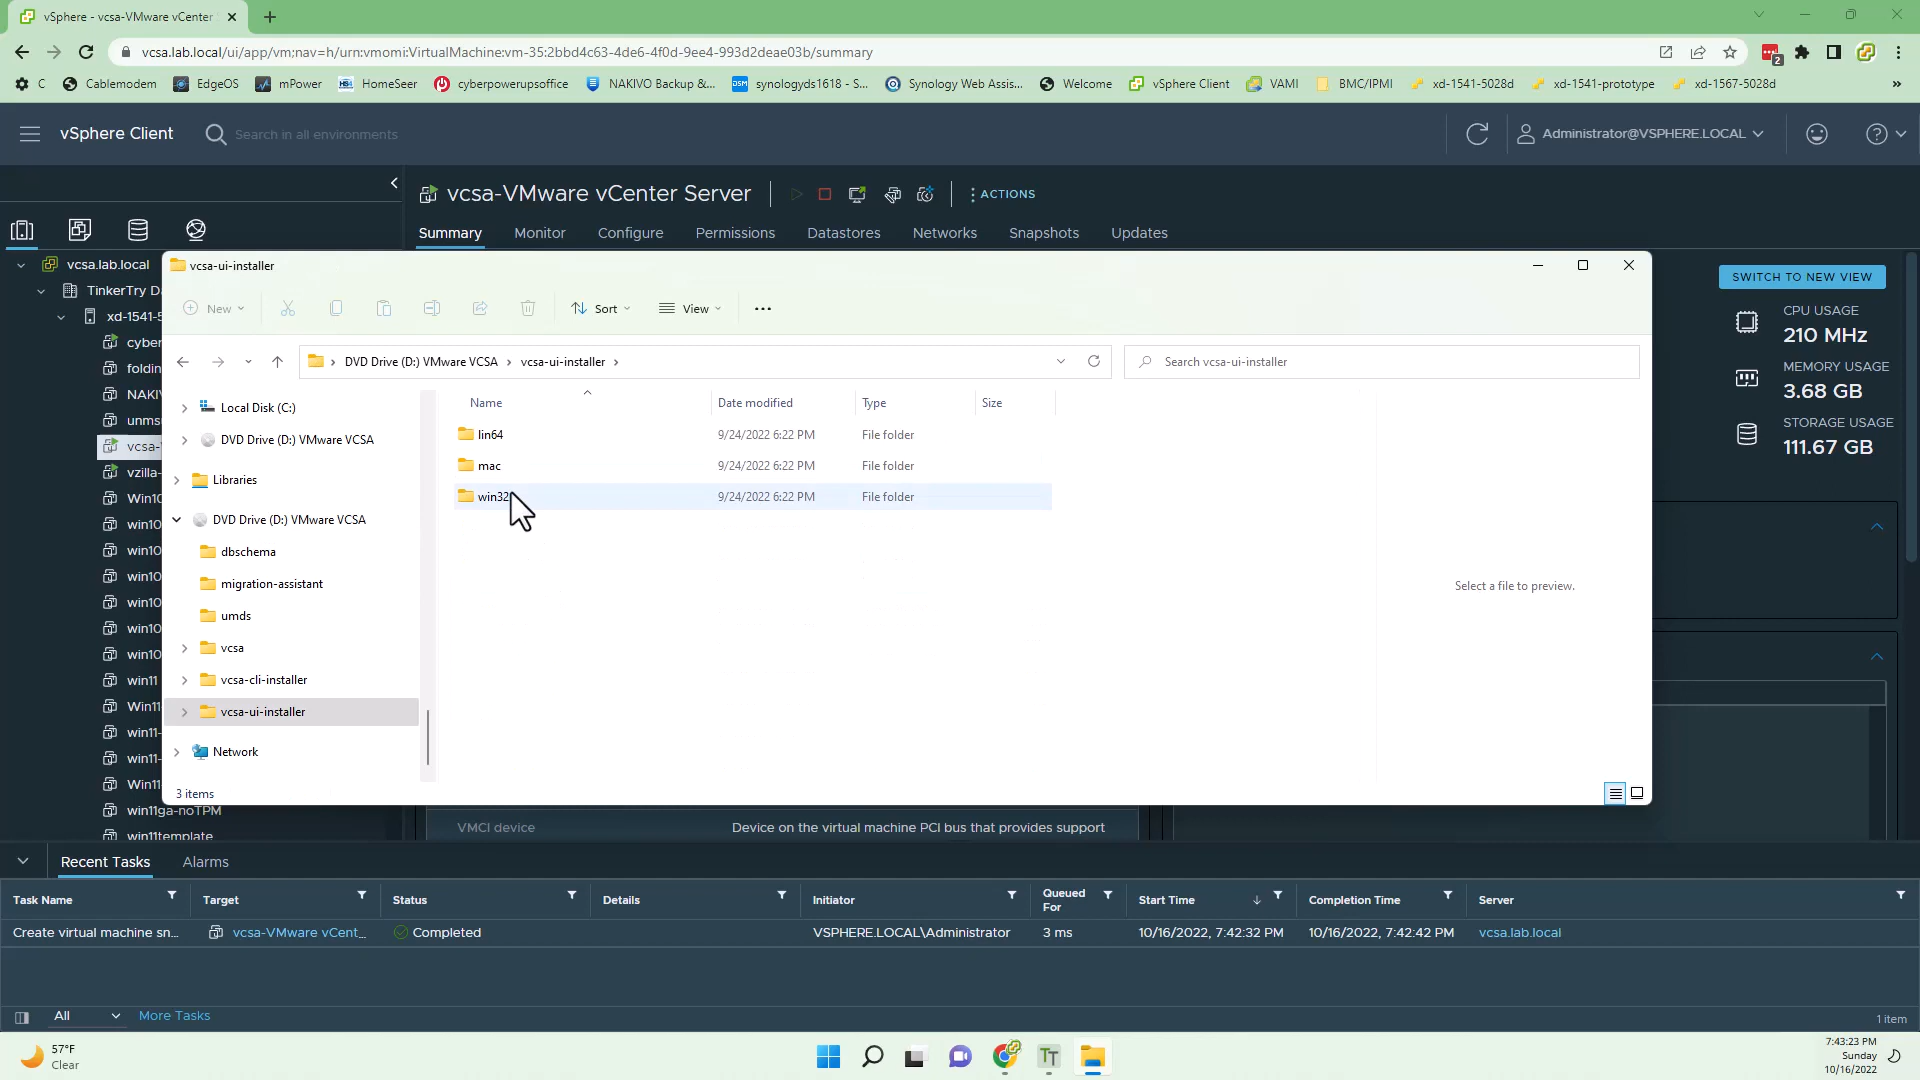 vSphere - vcsa-VMware vCenter
vcsa.lab.local/ui/app/vm;nav=h/urn:vmomi:VirtualMachine:vm-35:2bbd4c63-4de6-4f0d-9ee4-993d2deae03b/summary
2
C Cablemodem EdgeOS mPower HomeSeer cyberpowerupsoffice NAKIVO Backup &... DSM synologyds1618 - S... Synology Web Assis... Welcome vSphere Client VAMI BMC/IPMI xd-1541-5028d xd-1541-prototype xd-1567-5028d »
vSphere Client Search in all environments Administrator@VSPHERE.LOCAL
vcsa-VMware vCenter Server ACTIONS
Summary Monitor Configure Permissions Datastores Networks Snapshots Updates
vcsa.lab.local
TinkerTry D
xd-1541-5
cyber
foldin
NAKIV
unms
vcsa-
vzilla-
Win10
win10
win10
win10
win10
win10
win10
win11
Win11
win11-
win11-
Win11
win11ga-noTPM
win11template
SWITCH TO NEW VIEW
CPU USAGE
210 MHz
MEMORY USAGE
3.68 GB
STORAGE USAGE
111.67 GB
vcsa-ui-installer
New Sort View
DVD Drive (D:) VMware VCSA vcsa-ui-installer Search vcsa-ui-installer
Local Disk (C:)
DVD Drive (D:) VMware VCSA
Libraries
DVD Drive (D:) VMware VCSA
dbschema
migration-assistant
umds
vcsa
vcsa-cli-installer
vcsa-ui-installer
Network
3 items
Name Date modified Type Size
lin64 9/24/2022 6:22 PM File folder
mac 9/24/2022 6:22 PM File folder
win32 9/24/2022 6:22 PM File folder
Select a file to preview.
VMCI device Device on the virtual machine PCI bus that provides support
Recent Tasks Alarms
Task Name Target Status Details Initiator Queued For Start Time Completion Time Server
Create virtual machine sn... vcsa-VMware vCent... Completed VSPHERE.LOCAL\Administrator 3 ms 10/16/2022, 7:42:32 PM 10/16/2022, 7:42:42 PM vcsa.lab.local
All More Tasks 1 item
57°F
Clear
TT
7:43:23 PM
Sunday
10/16/2022